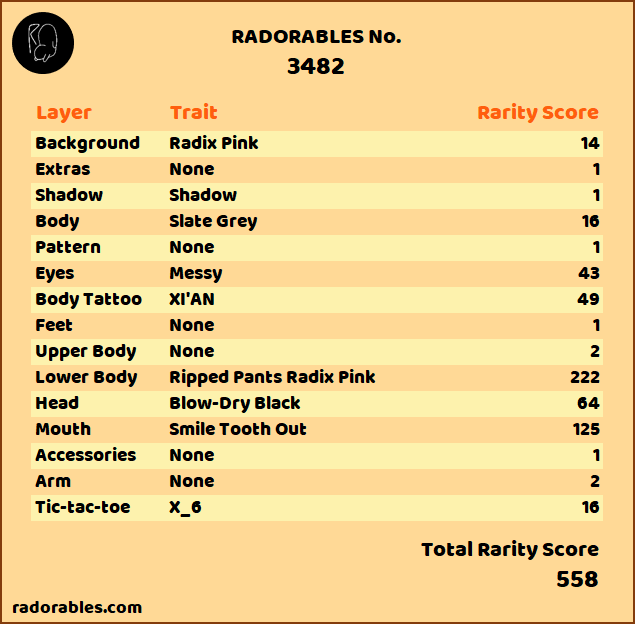 RADORABLES No.
3482
Layer Trait Rarity Score
Background Radix Pink 14
Extras None 1
Shadow Shadow 1
Body Slate Grey 16
Pattern None 1
Eyes Messy 43
Body Tattoo XI'AN 49
Feet None 1
Upper Body None 2
Lower Body Ripped Pants Radix Pink 222
Head Blow-Dry Black 64
Mouth Smile Tooth Out 125
Accessories None 1
Arm None 2
Tic-tac-toe X_6 16
Total Rarity Score
558
radorables.com